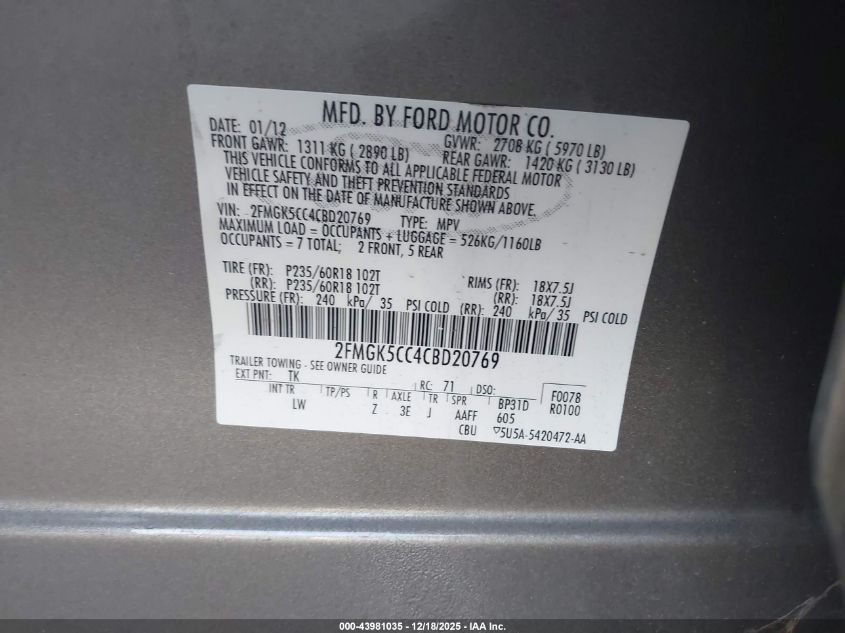 MFD. BY FORD MOTOR CO.
DATE: 01/12 GVWR: 2708 KG ( 5970 LB)
FRONT GAWR: 1311 KG ( 2890 LB) REAR GAWR: 1420 KG ( 3130 LB)
THIS VEHICLE CONFORMS TO ALL APPLICABLE FEDERAL MOTOR
VEHICLE SAFETY AND THEFT PREVENTION STANDARDS
IN EFFECT ON THE DATE OF MANUFACTURE SHOWN ABOVE.
VIN: 2FMGK5CC4CBD20769 TYPE: MPV
MAXIMUM LOAD = OCCUPANTS + LUGGAGE = 526KG/1160LB
OCCUPANTS = 7 TOTAL; 2 FRONT, 5 REAR
TIRE (FR): P235/60R18 102T RIMS (FR): 18X7.5J
(RR): P235/60R18 102T (RR): 18X7.5J
PRESSURE (FR): 240 kPa/ 35 PSI COLD (RR): 240 kPa/ 35 PSI COLD
2FMGK5CC4CBD20769
TRAILER TOWING - SEE OWNER GUIDE
EXT PNT: TK RC: 71 DSO: F0078
INT TR TP/PS R AXLE TR SPR BP31D R0100
LW Z 3E J AAFF 605
CBU ▽5U5A-5420472-AA
000-43981035 – 12/18/2025 – IAA Inc.